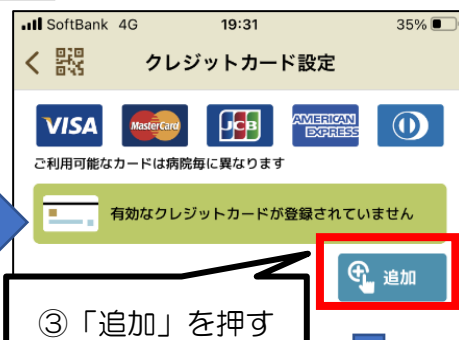 SoftBank 4G 19:31 35%
クレジットカード設定
VISA MasterCard JCB AMERICAN EXPRESS
ご利用可能なカードは病院毎に異なります
有効なクレジットカードが登録されていません
追加
③「追加」を押す